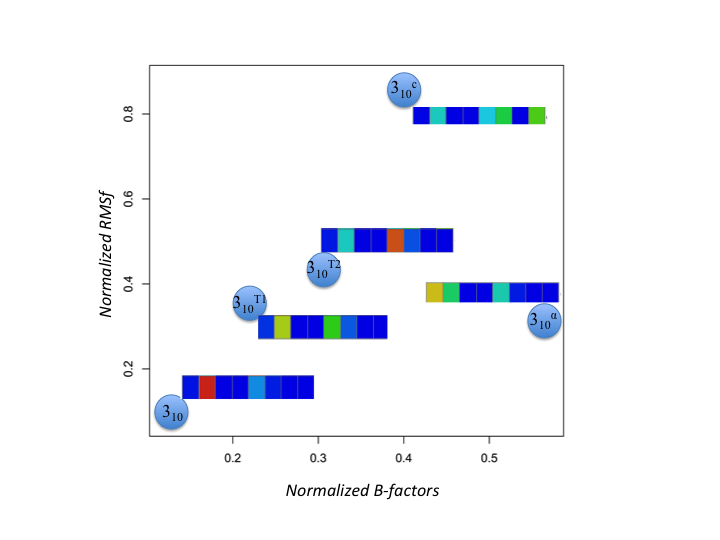 Normalized RMSf
0.8
0.6
0.4
0.2
3₁₀ᶜ
3₁₀ᵀ²
3₁₀ᵀ¹
3₁₀ᵅ
3₁₀
0.2 0.3 0.4 0.5
Normalized B-factors